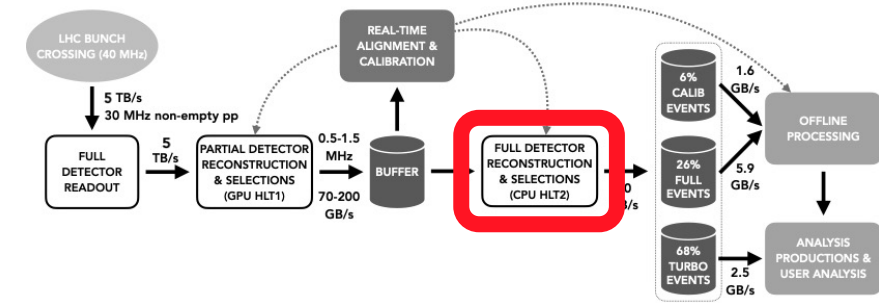 LHC BUNCH
CROSSING (40 MHz)
5 TB/s
30 MHz non-empty pp
FULL
DETECTOR
READOUT
5
TB/s
PARTIAL DETECTOR
RECONSTRUCTION
& SELECTIONS
(GPU HLT1)
0.5-1.5
MHz
70-200
GB/s
REAL-TIME
ALIGNMENT &
CALIBRATION
BUFFER
FULL DETECTOR
RECONSTRUCTION
& SELECTIONS
(CPU HLT2)
6%
CALIB
EVENTS
26%
FULL
EVENTS
68%
TURBO
EVENTS
1.6
GB/s
5.9
GB/s
2.5
GB/s
OFFLINE
PROCESSING
ANALYSIS
PRODUCTIONS &
USER ANALYSIS